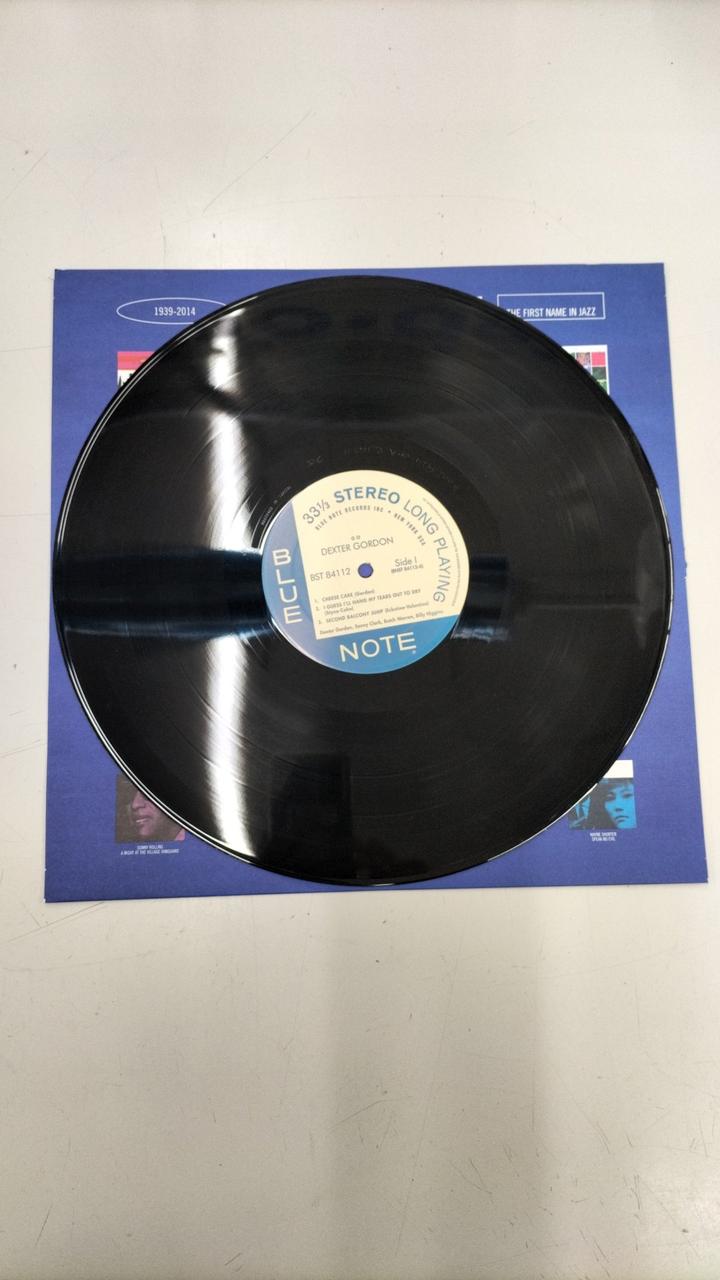 1939-2014
THE FIRST NAME IN JAZZ
33 1/3 STEREO LONG PLAYING
BLUE NOTE RECORDS INC • NEW YORK USA
GO
DEXTER GORDON
BST 84112
Side 1
1. CHEESE CAKE (Gordon)
2. I GUESS I'LL HANG MY TEARS OUT TO DRY
(Styne-Cahn)
3. SECOND BALCONY JUMP
Dexter Gordon, Sonny Clark, Butch Warren, Billy Higgins
BLUE
NOTE
SONNY ROLLINS
A NIGHT AT THE VILLAGE VANGUARD
WAYNE SHORTER
SPEAK NO EVIL